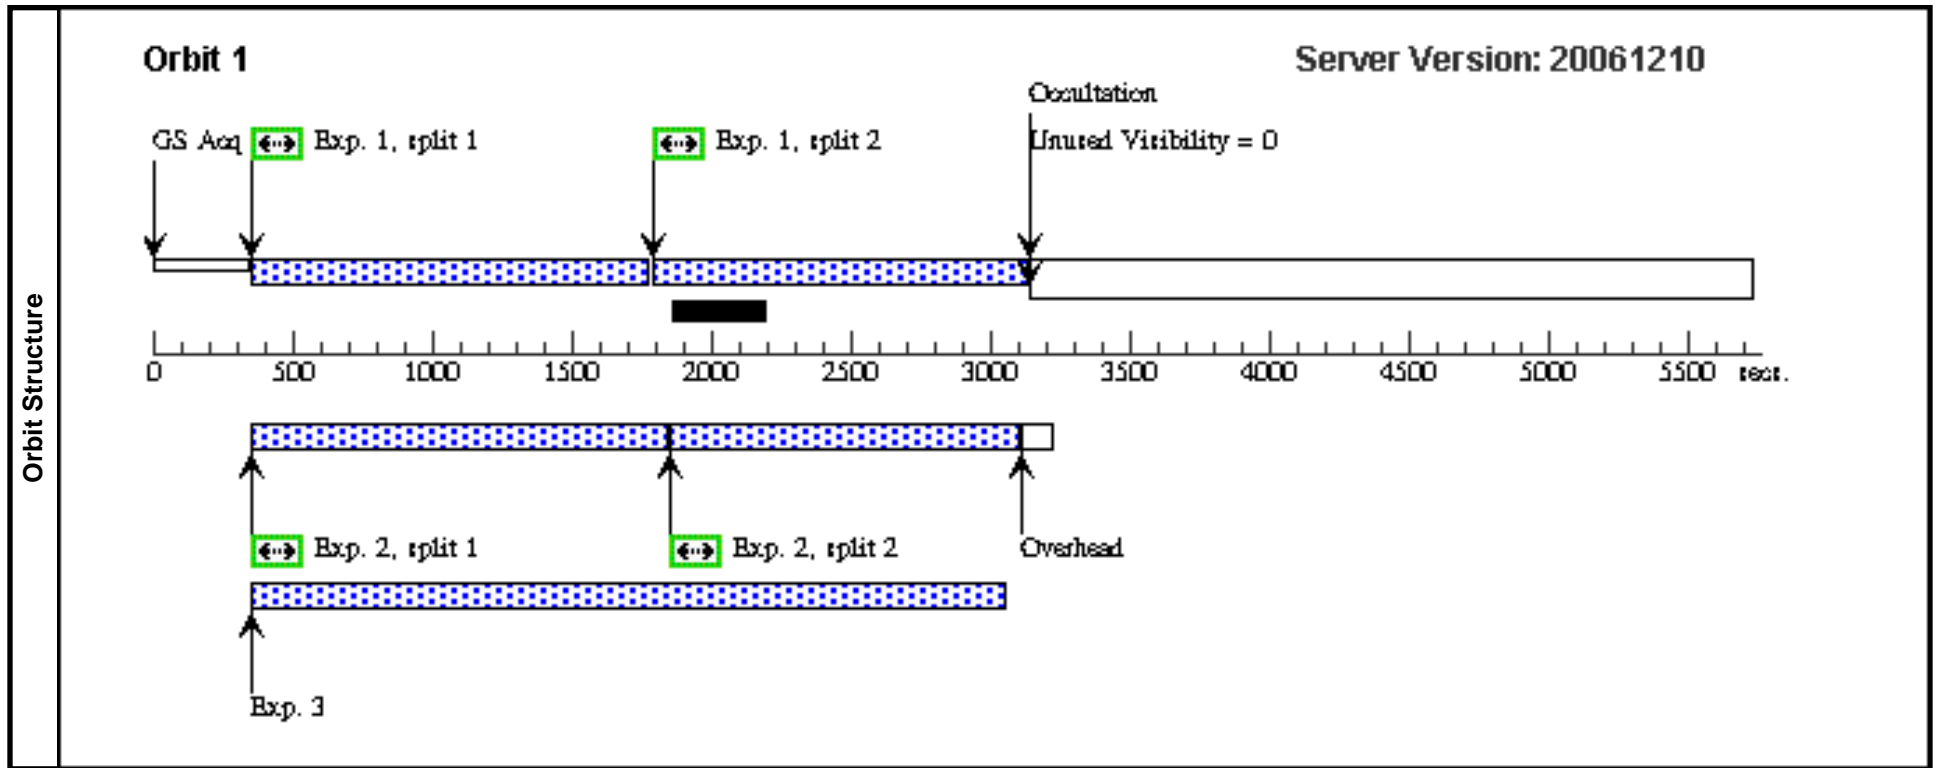 Orbit Structure
Orbit 1
Server Version: 20061210
Occultation
GS Acq
Exp. 1, split 1
Exp. 1, split 2
Unused Visibility = 0
0 500 1000 1500 2000 2500 3000 3500 4000 4500 5000 5500 secs.
Exp. 2, split 1
Exp. 2, split 2
Overhead
Exp. 3